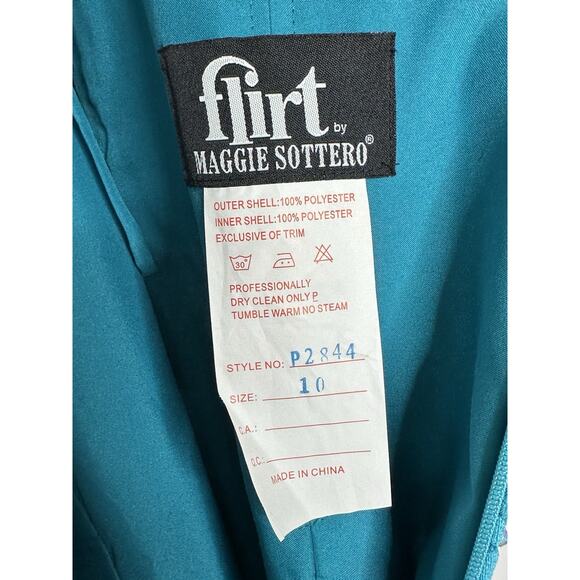 flirt by
MAGGIE SOTTERO®
OUTER SHELL:100% POLYESTER
INNER SHELL:100% POLYESTER
EXCLUSIVE OF TRIM
30°
PROFESSIONALLY
DRY CLEAN ONLY P
TUMBLE WARM NO STEAM
STYLE NO: P2844
SIZE: 10
C.A.:
Q.C.:
MADE IN CHINA